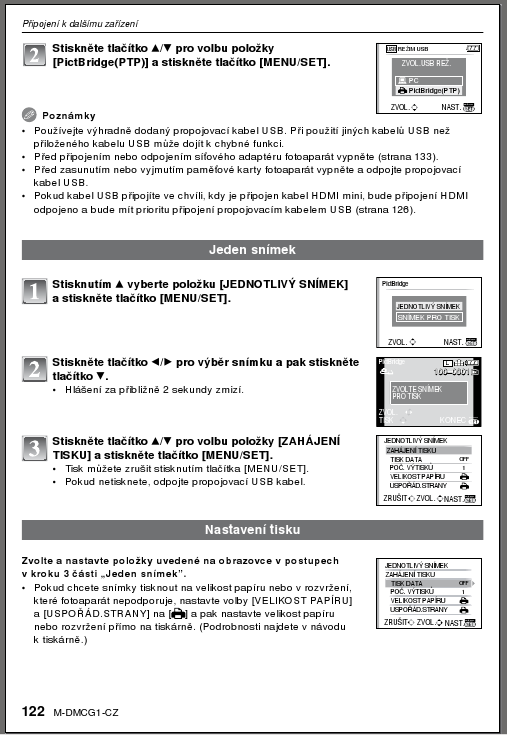 Připojení k dalšímu zařízení
2 Stiskněte tlačítko ▲/▼ pro volbu položky
[PictBridge(PTP)] a stiskněte tlačítko [MENU/SET].
REŽIM USB
ZVOL.USB REŽ.
PC
PictBridge(PTP)
ZVOL. NAST.
Poznámky
• Používejte výhradně dodaný propojovací kabel USB. Při použití jiných kabelů USB než
přiloženého kabelu USB může dojít k chybné funkci.
• Před připojením nebo odpojením síťového adaptéru fotoaparát vypněte (strana 133).
• Před zasunutím nebo vyjmutím paměťové karty fotoaparát vypněte a odpojte propojovací
kabel USB.
• Pokud kabel USB připojíte ve chvíli, kdy je připojen kabel HDMI mini, bude připojení HDMI
odpojeno a bude mít prioritu připojení propojovacím kabelem USB (strana 126).
Jeden snímek
1 Stisknutím ▲ vyberte položku [JEDNOTLIVÝ SNÍMEK]
a stiskněte tlačítko [MENU/SET].
PictBridge
JEDNOTLIVÝ SNÍMEK
SNÍMEK PRO TISK
ZVOL. NAST.
2 Stiskněte tlačítko ◄/► pro výběr snímku a pak stiskněte
tlačítko ▼.
• Hlášení za přibližně 2 sekundy zmizí.
PictBridge
100-0001
ZVOLTE SNÍMEK
PRO TISK
ZVOL.
TISK KONEC
3 Stiskněte tlačítko ▲/▼ pro volbu položky [ZAHÁJENÍ
TISKU] a stiskněte tlačítko [MENU/SET].
• Tisk můžete zrušit stisknutím tlačítka [MENU/SET].
• Pokud netisknete, odpojte propojovací USB kabel.
JEDNOTLIVÝ SNÍMEK
ZAHÁJENÍ TISKU
TISK DATA OFF
POČ. VÝTISKŮ 1
VELIKOST PAPÍRU
USPOŘÁD.STRANY
ZRUŠIT ZVOL. NAST.
Nastavení tisku
Zvolte a nastavte položky uvedené na obrazovce v postupech
v kroku 3 části „Jeden snímek”.
• Pokud chcete snímky tisknout na velikost papíru nebo v rozvržení,
které fotoaparát nepodporuje, nastavte volby [VELIKOST PAPÍRU]
a [USPOŘÁD.STRANY] na [ ] a pak nastavte velikost papíru
nebo rozvržení přímo na tiskárně. (Podrobnosti najdete v návodu
k tiskárně.)
JEDNOTLIVÝ SNÍMEK
ZAHÁJENÍ TISKU
TISK DATA OFF
POČ. VÝTISKŮ 1
VELIKOST PAPÍRU
USPOŘÁD.STRANY
ZRUŠIT ZVOL. NAST.
122 M-DMCG1-CZ